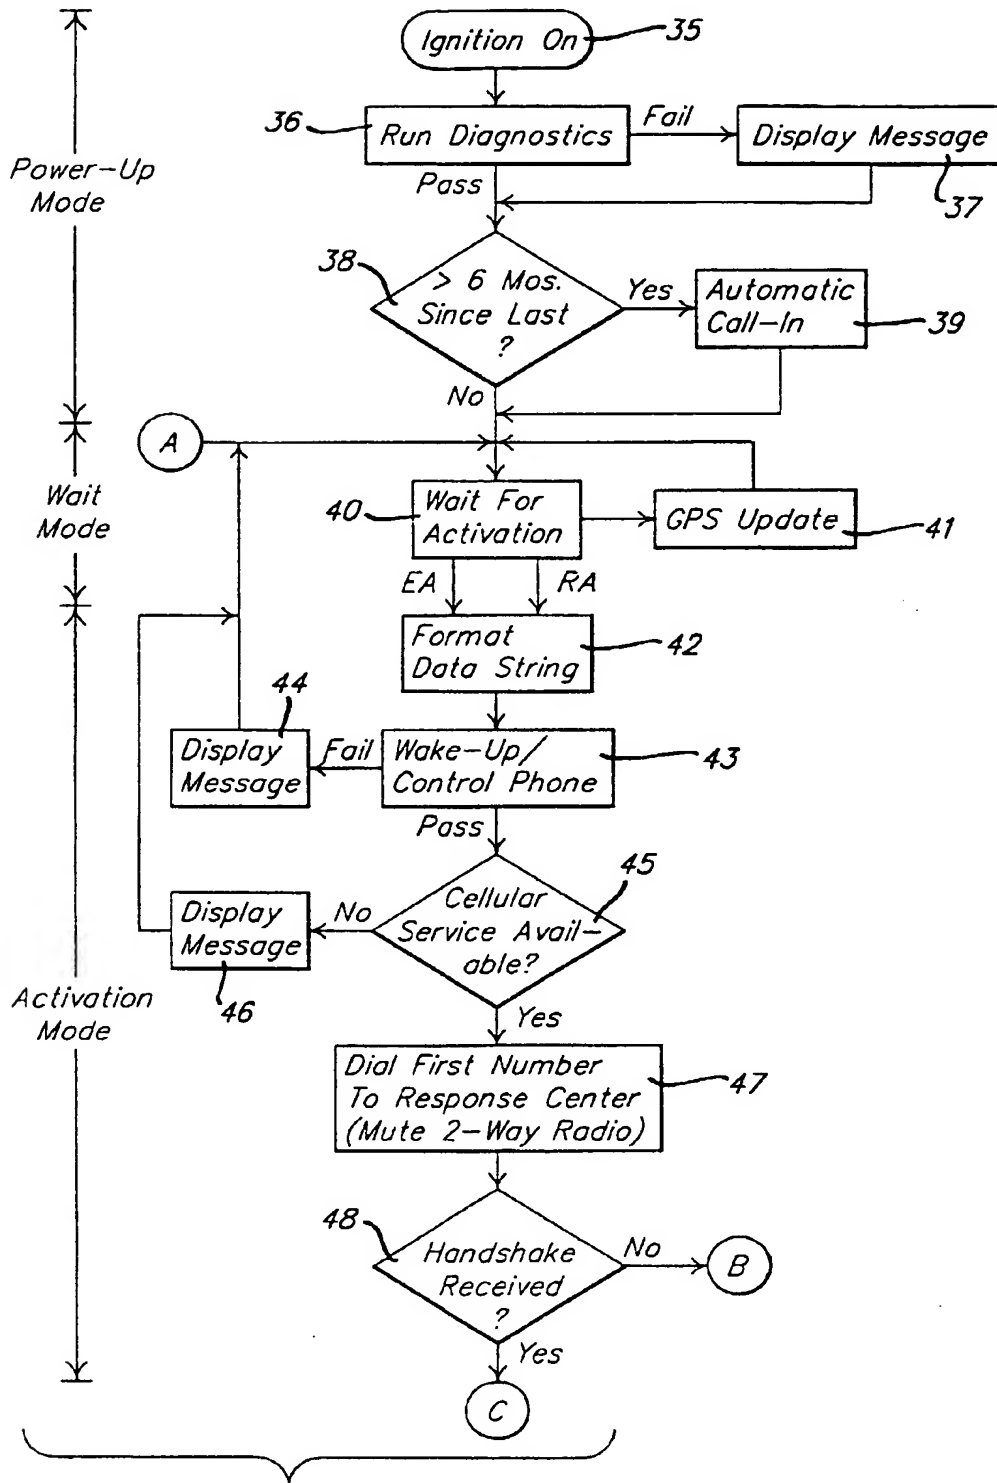 Ignition On
35
36
Run Diagnostics
Fail
Display Message
37
Power-Up
Mode
Pass
38
> 6 Mos.
Since Last
?
Yes
Automatic
Call-In
39
No
A
Wait
Mode
40
Wait For
Activation
GPS Update
41
EA
RA
Format
Data String
42
44
Display
Message
Fail
Wake-Up/
Control Phone
43
Pass
45
Cellular
Service Avail-
able?
No
Display
Message
46
Activation
Mode
Yes
Dial First Number
To Response Center
(Mute 2-Way Radio)
47
48
Handshake
Received
?
No
B
Yes
C